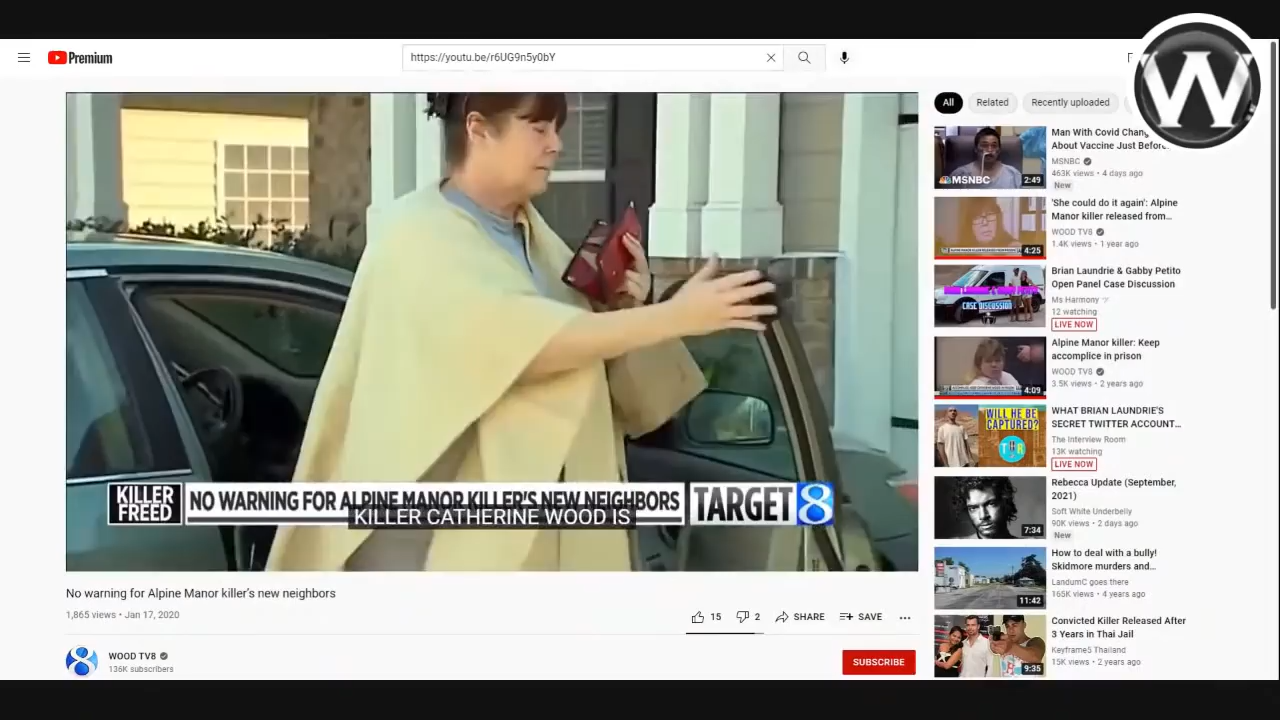 Premium
https://youtu.be/r6UG9n5y0bY
W
KILLER
FREED
NO WARNING FOR ALPINE MANOR KILLER'S NEW NEIGHBORS
TARGET 8
KILLER CATHERINE WOOD IS
No warning for Alpine Manor killer's new neighbors
1,865 views • Jan 17, 2020
15
2
SHARE
SAVE
WOOD TV8
136K subscribers
SUBSCRIBE
All
Related
Recently uploaded
Man With Covid Chang
About Vaccine Just Before...
MSNBC
463K views • 4 days ago
New
MSNBC
2:49
'She could do it again': Alpine
Manor killer released from...
WOOD TV8
1.4K views • 1 year ago
4:25
Brian Laundrie & Gabby Petito
Open Panel Case Discussion
Ms Harmony
12 watching
LIVE NOW
CASE DISCUSSION
Alpine Manor killer: Keep
accomplice in prison
WOOD TV8
3.5K views • 2 years ago
4:09
WHAT BRIAN LAUNDRIE'S
SECRET TWITTER ACCOUNT...
The Interview Room
13K watching
LIVE NOW
WILL HE BE
CAPTURED?
Rebecca Update (September,
2021)
Soft White Underbelly
90K views • 2 days ago
New
7:34
How to deal with a bully!
Skidmore murders and...
LandumC goes there
165K views • 4 years ago
11:42
Convicted Killer Released After
3 Years in Thai Jail
Keyframe5 Thailand
15K views • 2 years ago
9:35